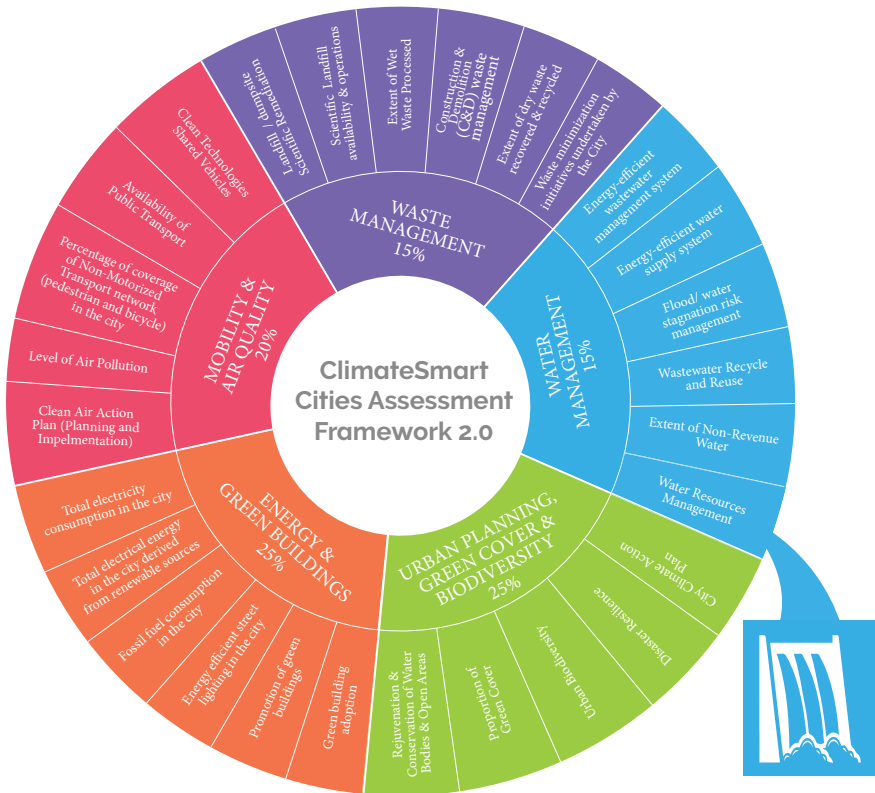 ClimateSmart
Cities Assessment
Framework 2.0
WASTE
MANAGEMENT
15%
Landfill / dumpsite
Scientific Remediation
Scientific Landfill
availability & operations
Extent of Wet
Waste Processed
Construction &
Demolition
(C&D) waste
management
Extent of dry waste
recovered & recycled
Waste minimization
initiatives undertaken by
the City
WATER
MANAGEMENT
15%
Energy-efficient
wastewater
management system
Energy-efficient water
supply system
Flood/ water
stagnation risk
management
Wastewater Recycle
and Reuse
Extent of Non-Revenue
Water
Water Resources
Management
URBAN PLANNING,
GREEN COVER &
BIODIVERSITY
25%
City Climate Action
Plan
Disaster Resilience
Urban Biodiversity
Proportion of
Green Cover
Rejuvenation &
Conservation of Water
Bodies & Open Areas
ENERGY &
GREEN BUILDINGS
25%
Green building
adoption
Promotion of green
buildings
Energy efficient street
lighting in the city
Fossil fuel consumption
in the city
Total electrical energy
in the city derived
from renewable sources
Total electricity
consumption in the city
MOBILITY &
AIR QUALITY
20%
Clean Air Action
Plan (Planning and
Impelmentation)
Level of Air Pollution
Percentage of coverage
of Non-Motorized
Transport network
(pedestrian and bicycle)
in the city
Availability of
Public Transport
Clean Technologies
Shared Vehicles